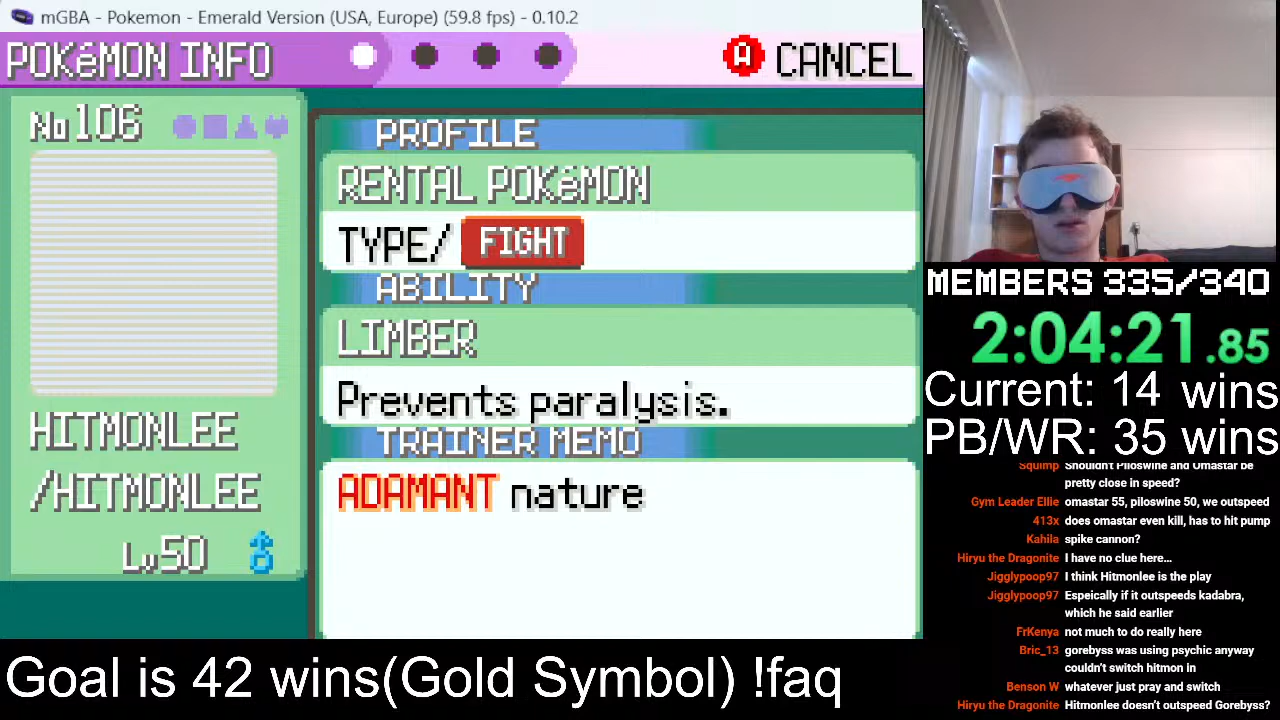 mGBA - Pokemon - Emerald Version (USA, Europe) (59.8 fps) - 0.10.2
POKéMON INFO
A CANCEL
No 106
PROFILE
RENTAL POKéMON
TYPE/ FIGHT
ABILITY
LIMBER
Prevents paralysis.
HITMONLEE
/HITMONLEE
Lv50 ♂
TRAINER MEMO
ADAMANT nature
MEMBERS 335/340
2:04:21.85
Current: 14 wins
PB/WR: 35 wins
Squimp Shouldn't Piloswine and Omastar be
pretty close in speed?
Gym Leader Ellie omastar 55, piloswine 50, we outspeed
413x does omastar even kill, has to hit pump
Kahila spike cannon?
Hiryu the Dragonite I have no clue here...
Jigglypoop97 I think Hitmonlee is the play
Jigglypoop97 Espeically if it outspeeds kadabra,
which he said earlier
FrKenya not much to do really here
Bric_13 gorebyss was using psychic anyway
couldn't switch hitmon in
Benson W whatever just pray and switch
Hiryu the Dragonite Hitmonlee doesn't outspeed Gorebyss?
Goal is 42 wins(Gold Symbol) !faq